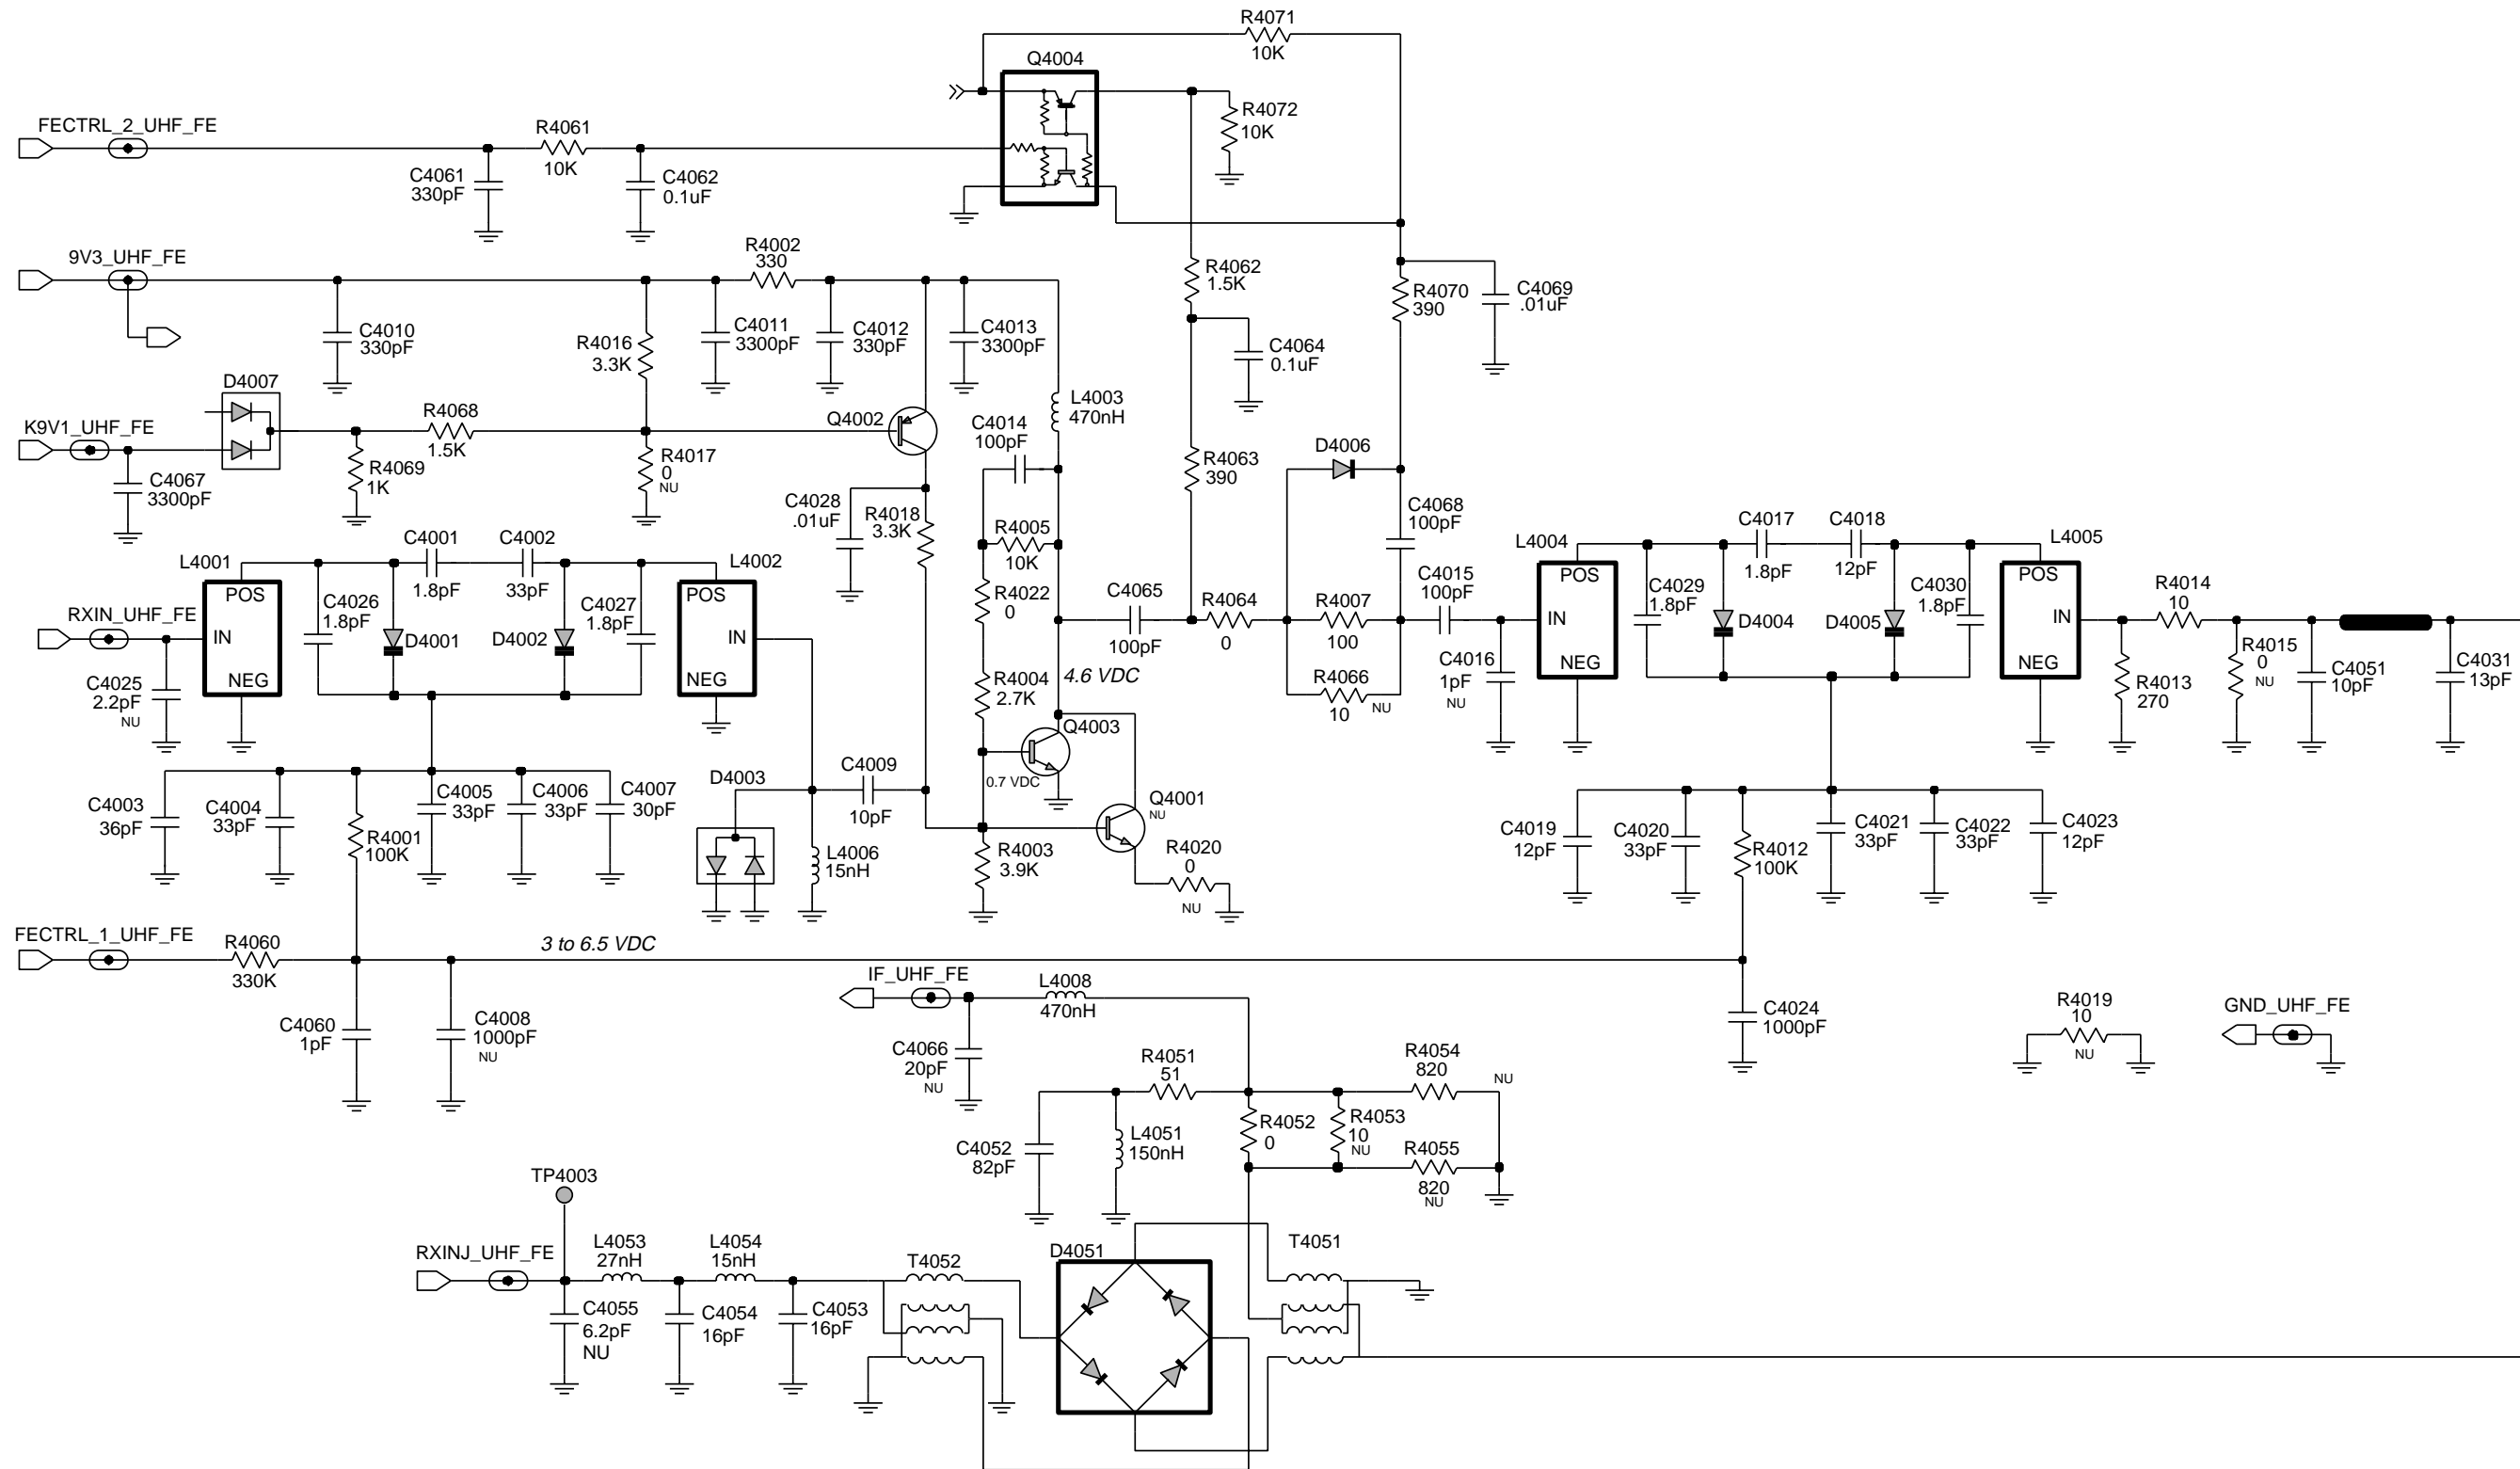 R4071
10K
Q4004
R4072
10K
FECTRL_2_UHF_FE
R4061
10K
C4061
330pF
C4062
0.1uF
9V3_UHF_FE
R4002
330
R4062
1.5K
R4070
390
C4069
.01uF
C4010
330pF
R4016
3.3K
C4011
3300pF
C4012
330pF
C4013
3300pF
C4064
0.1uF
D4007
K9V1_UHF_FE
R4068
1.5K
Q4002
L4003
470nH
C4014
100pF
D4006
C4067
3300pF
R4069
1K
R4017
0
NU
R4063
390
C4028
.01uF
R4018
3.3K
C4068
100pF
R4005
10K
L4001
C4001
1.8pF
C4002
33pF
L4002
L4004
C4017
1.8pF
C4018
12pF
L4005
POS
IN
NEG
POS
IN
NEG
POS
IN
NEG
POS
IN
NEG
RXIN_UHF_FE
C4026
1.8pF
D4001
D4002
C4027
1.8pF
R4022
0
C4065
100pF
R4064
0
R4007
100
C4015
100pF
C4029
1.8pF
D4004
D4005
C4030
1.8pF
R4014
10
C4025
2.2pF
NU
R4004
2.7K
4.6 VDC
R4066
10
NU
C4016
1pF
NU
R4013
270
R4015
0
NU
C4051
10pF
C4031
13pF
Q4003
0.7 VDC
Q4001
NU
D4003
C4009
10pF
C4003
36pF
C4004
33pF
R4001
100K
C4005
33pF
C4006
33pF
C4007
30pF
L4006
15nH
R4003
3.9K
R4020
0
NU
C4019
12pF
C4020
33pF
R4012
100K
C4021
33pF
C4022
33pF
C4023
12pF
FECTRL_1_UHF_FE
R4060
330K
3 to 6.5 VDC
IF_UHF_FE
L4008
470nH
C4060
1pF
C4008
1000pF
NU
C4066
20pF
NU
C4024
1000pF
R4019
10
NU
GND_UHF_FE
R4051
51
R4054
820
NU
C4052
82pF
L4051
150nH
R4052
0
R4053
10
NU
R4055
820
NU
TP4003
RXINJ_UHF_FE
L4053
27nH
L4054
15nH
T4052
D4051
T4051
C4055
6.2pF
NU
C4054
16pF
C4053
16pF